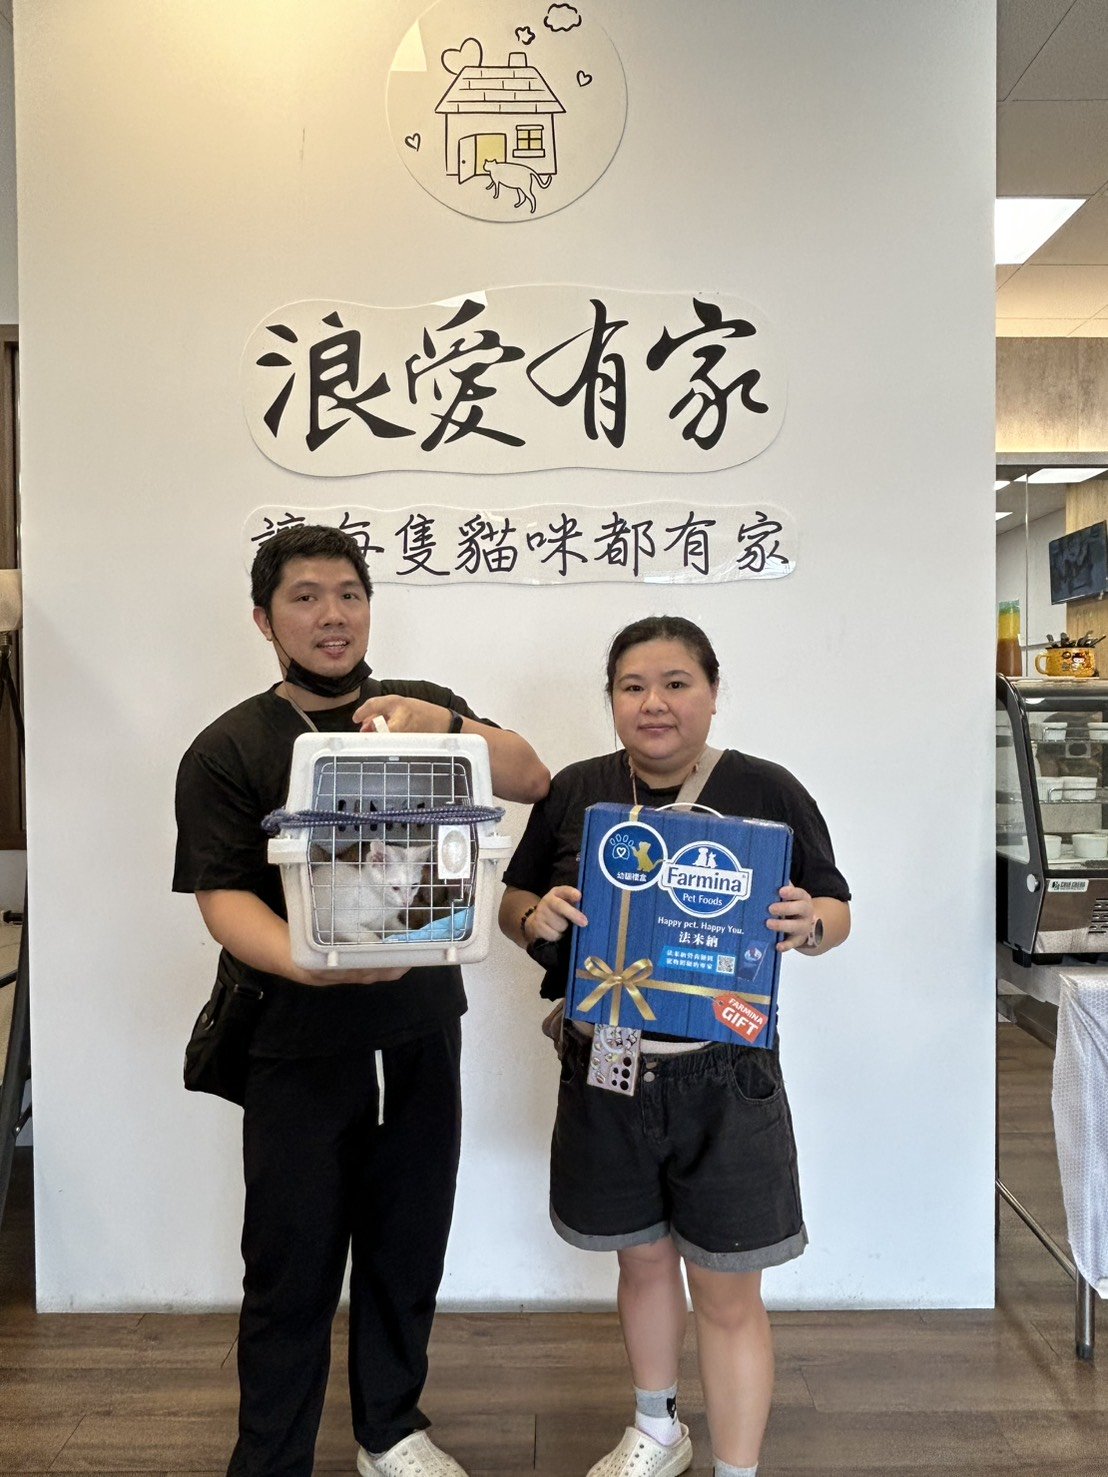 浪愛有家
讓每隻貓咪都有家
幼貓禮盒
Farmina
Pet Foods
Happy pet. Happy You.
法米納
FARMINA
GIFT